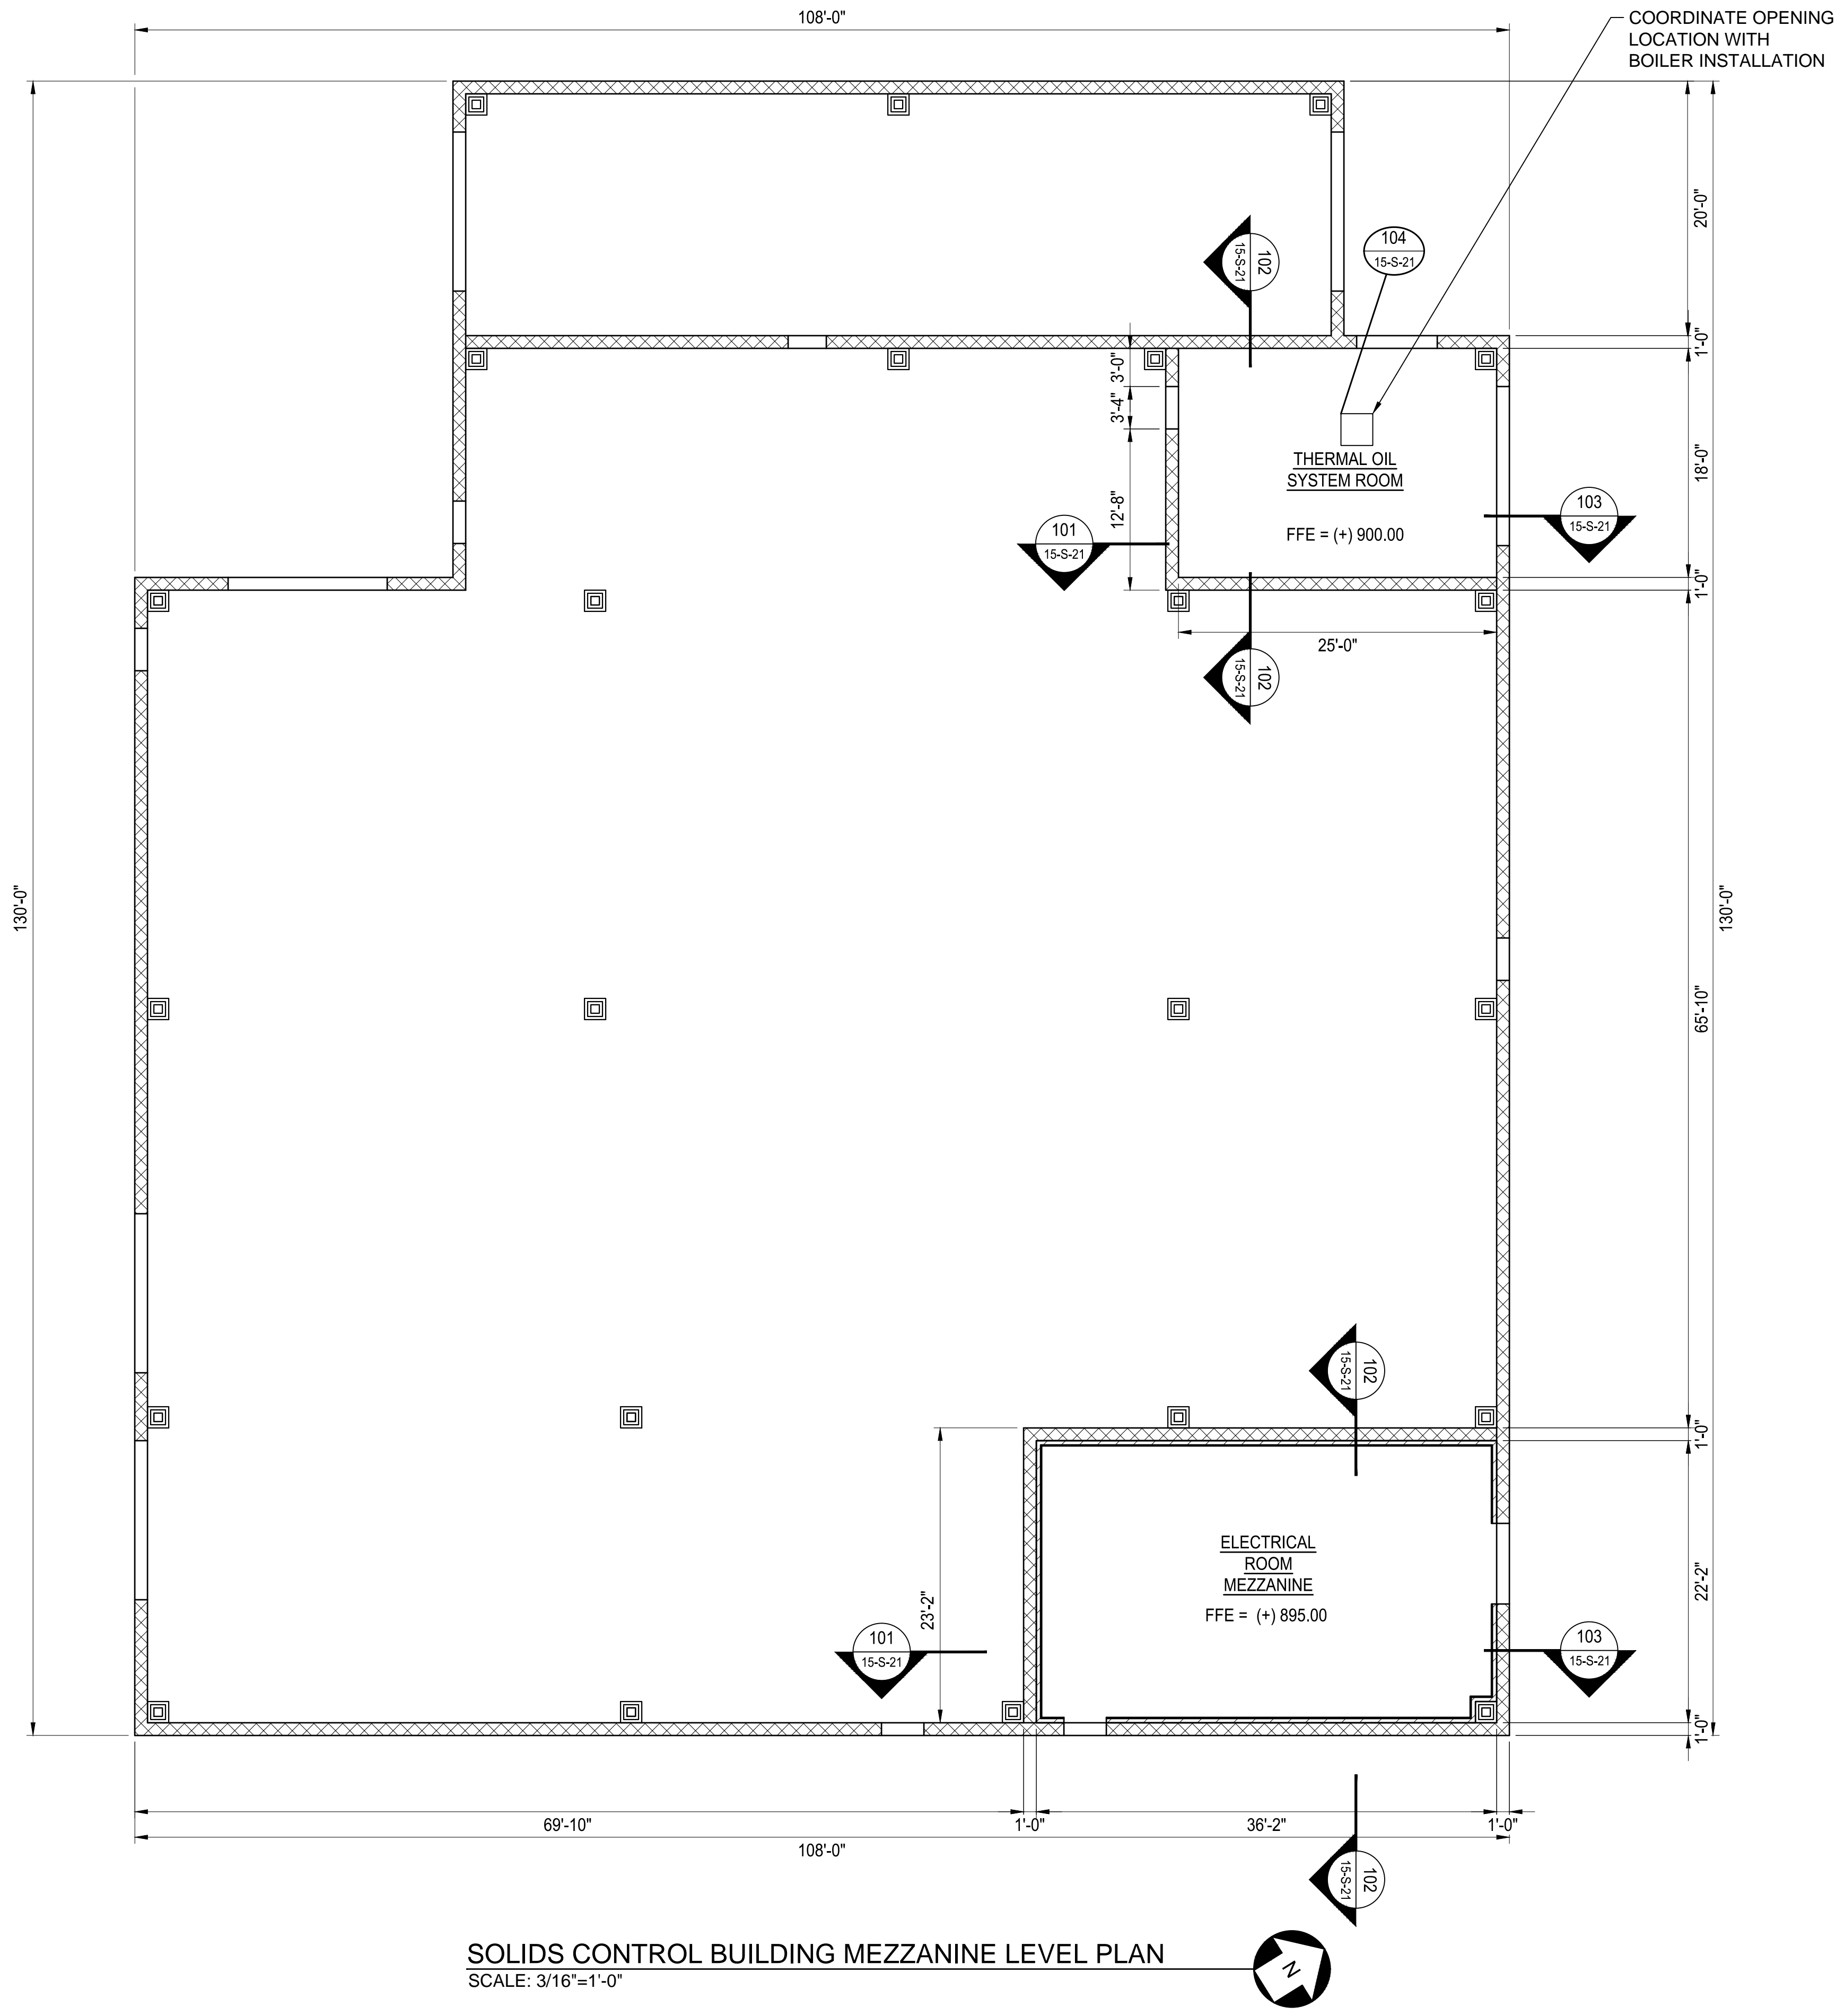 108'-0"
COORDINATE OPENING
LOCATION WITH
BOILER INSTALLATION
130'-0"
20'-0"
1'-0"
18'-0"
1'-0"
65'-10"
130'-0"
1'-0"
22'-2"
1'-0"
102
15-S-21
104
15-S-21
3'-0"
3'-4"
12'-8"
THERMAL OIL
SYSTEM ROOM
FFE = (+) 900.00
101
15-S-21
103
15-S-21
25'-0"
102
15-S-21
102
15-S-21
ELECTRICAL
ROOM
MEZZANINE
FFE = (+) 895.00
23'-2"
101
15-S-21
103
15-S-21
69'-10"
1'-0"
36'-2"
1'-0"
108'-0"
102
15-S-21
SOLIDS CONTROL BUILDING MEZZANINE LEVEL PLAN
SCALE: 3/16"=1'-0"
N